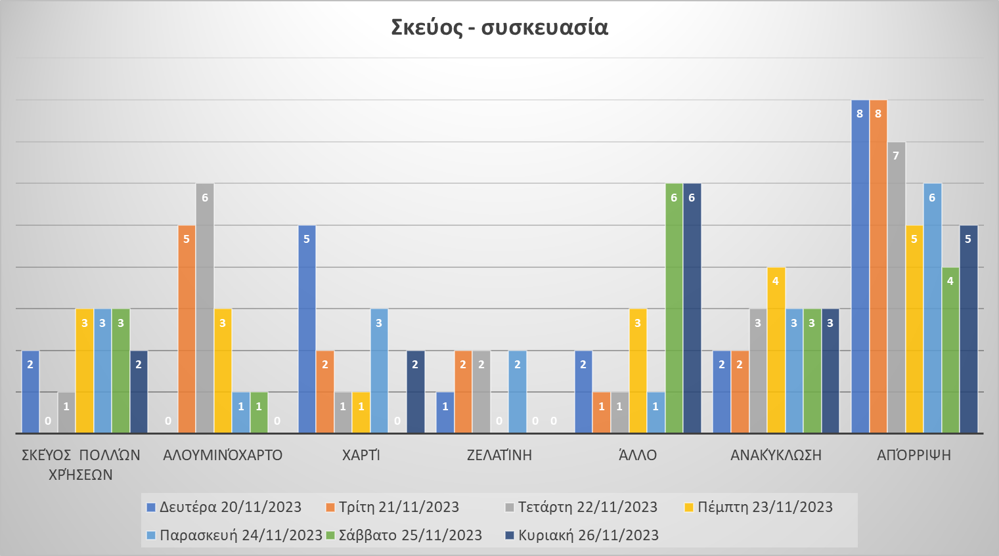 Σκεύος - συσκευασία
2 0 1 3 3 3 2
0 5 6 3 1 1 0
5 2 1 1 3 0 2
1 2 2 0 2 0 0
2 1 1 3 1 6 6
2 2 3 4 3 3 3
8 8 7 5 6 4 5
ΣΚΕΎΟΣ ΠΟΛΛΏΝ
ΧΡΉΣΕΩΝ
ΑΛΟΥΜΙΝΌΧΑΡΤΟ
ΧΑΡΤΊ
ΖΕΛΑΤΊΝΗ
ΆΛΛΟ
ΑΝΑΚΎΚΛΩΣΗ
ΑΠΌΡΡΙΨΗ
Δευτέρα 20/11/2023
Τρίτη 21/11/2023
Τετάρτη 22/11/2023
Πέμπτη 23/11/2023
Παρασκευή 24/11/2023
Σάββατο 25/11/2023
Κυριακή 26/11/2023